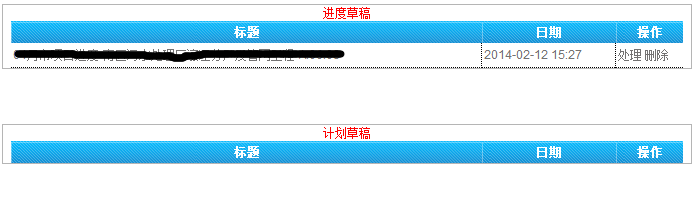 进度草稿
标题 日期 操作
2014-02-12 15:27 处理 删除
计划草稿
标题 日期 操作